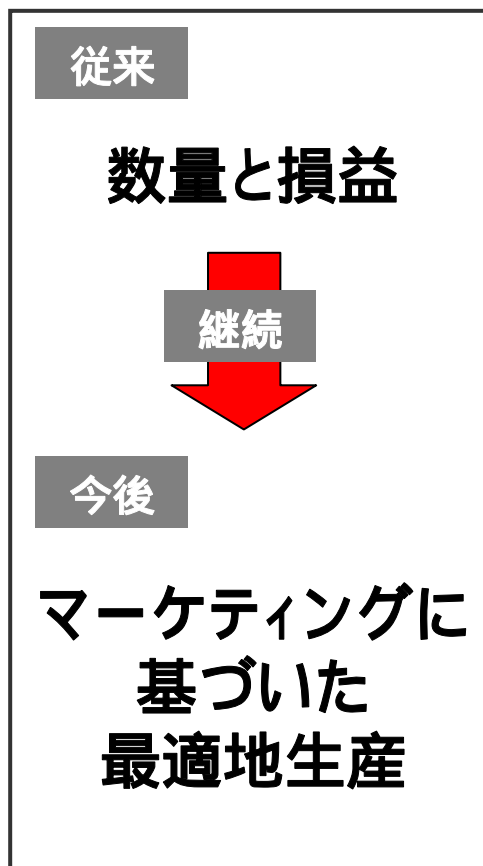 従来
数量と損益
継続
今後
マーケティングに
基づいた
最適地生産